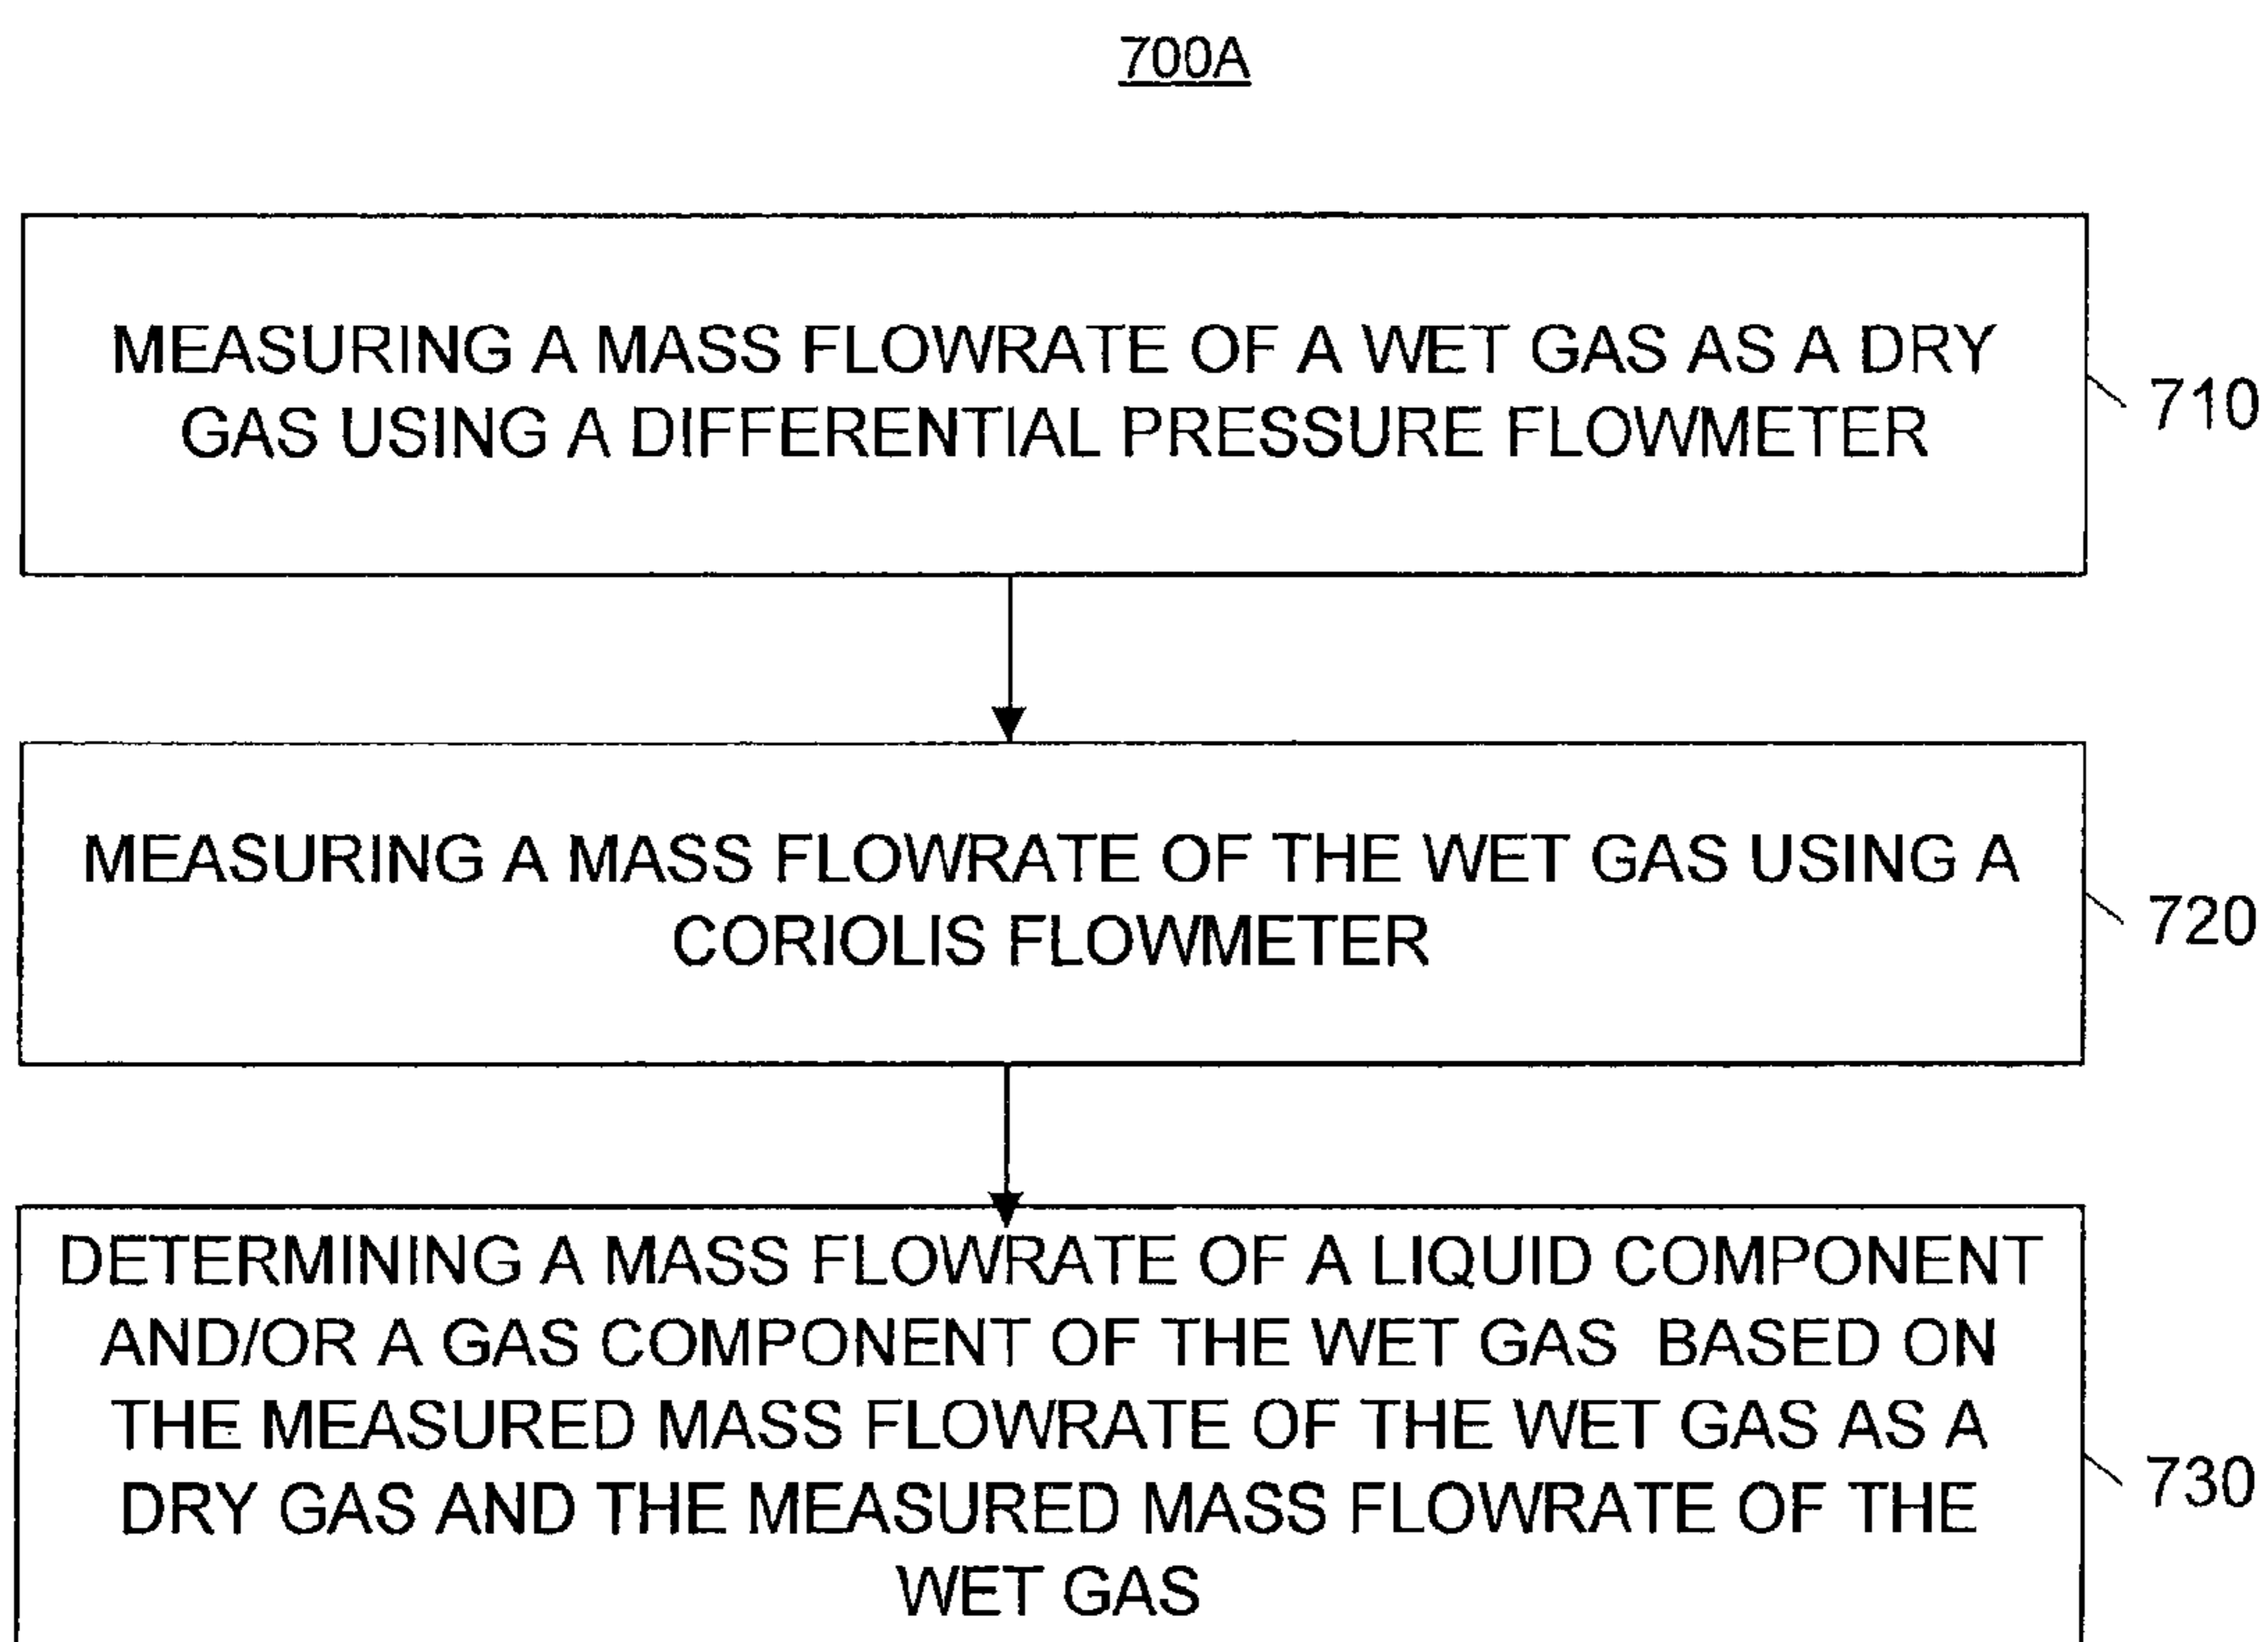 700A
MEASURING A MASS FLOWRATE OF A WET GAS AS A DRY
GAS USING A DIFFERENTIAL PRESSURE FLOWMETER
710
MEASURING A MASS FLOWRATE OF THE WET GAS USING A
CORIOLIS FLOWMETER
720
DETERMINING A MASS FLOWRATE OF A LIQUID COMPONENT
AND/OR A GAS COMPONENT OF THE WET GAS BASED ON
THE MEASURED MASS FLOWRATE OF THE WET GAS AS A
DRY GAS AND THE MEASURED MASS FLOWRATE OF THE
WET GAS
730